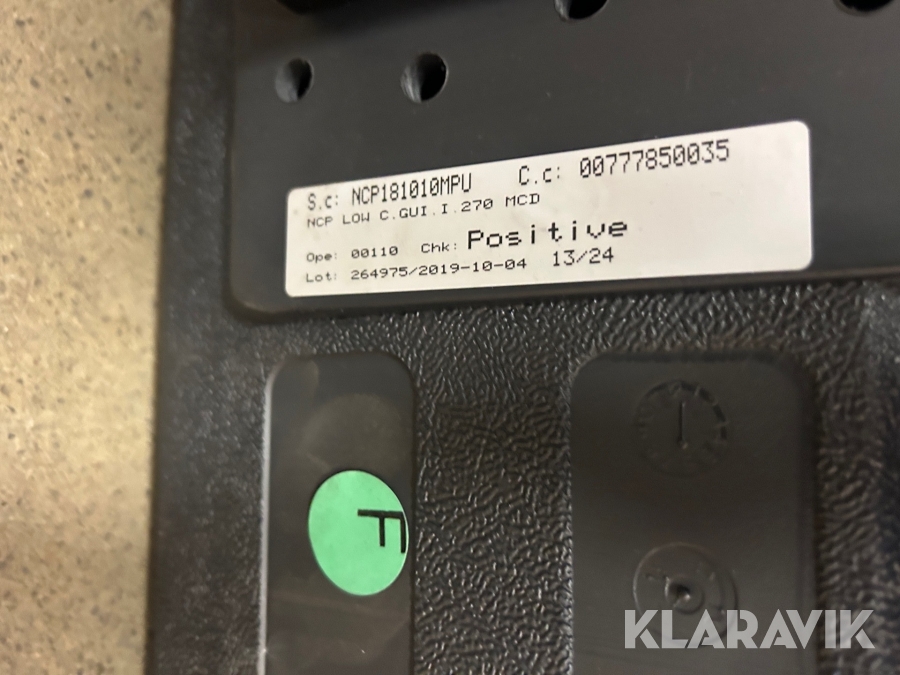 S.c: NCP181010MPU C.c: 00777850035
NCP LOW C.GUI.I.270 MCD
Ope: 00110 Chk: Positive
Lot: 264975/2019-10-04 13/24
F
KLARAVIK